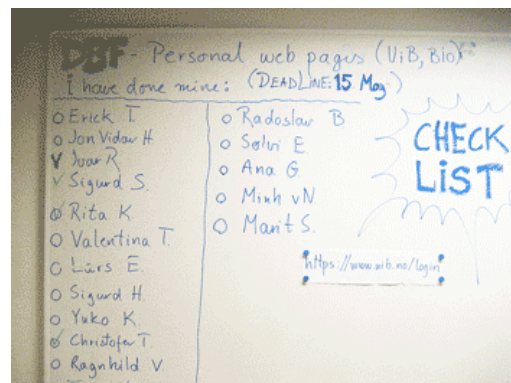 DBF - Personal web pages (UiB, Bio)
I have done mine: (DEADLINE: 15 May)
Erick T.
Jon Vidar H
Ivar R
Sigurd S.
Rita K.
Valentina T.
Lars E.
Sigurd H.
Yuko K.
Christofer T.
Ragnhild V.
Radoslav B
Sølvi E
Ana G
Minh vN
Marit S.
CHECK
LiST
https://www.uib.no/login